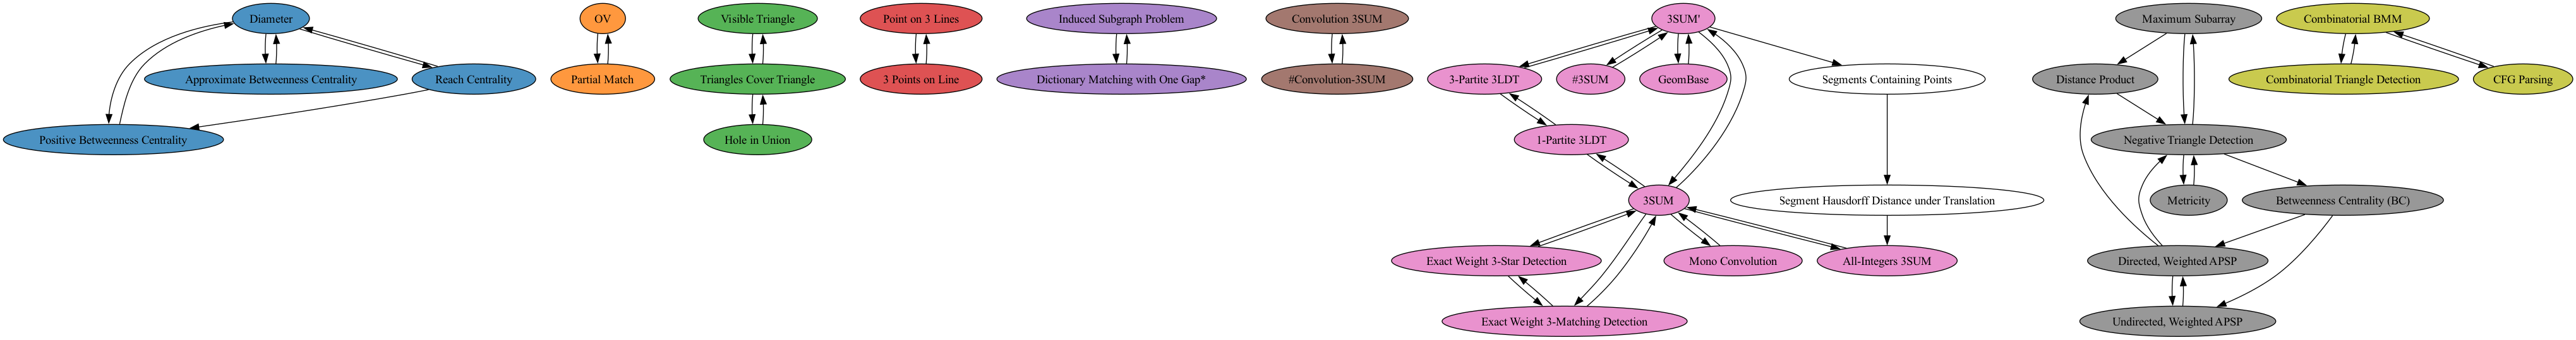 Diameter
OV
Visible Triangle
Point on 3 Lines
Induced Subgraph Problem
Convolution 3SUM
3SUM'
Maximum Subarray
Combinatorial BMM
Approximate Betweenness Centrality
Reach Centrality
Partial Match
Triangles Cover Triangle
3 Points on Line
Dictionary Matching with One Gap*
#Convolution-3SUM
3-Partite 3LDT
#3SUM
GeomBase
Segments Containing Points
Distance Product
Combinatorial Triangle Detection
CFG Parsing
Positive Betweenness Centrality
Hole in Union
1-Partite 3LDT
Negative Triangle Detection
3SUM
Segment Hausdorff Distance under Translation
Metricity
Betweenness Centrality (BC)
Exact Weight 3-Star Detection
Mono Convolution
All-Integers 3SUM
Directed, Weighted APSP
Exact Weight 3-Matching Detection
Undirected, Weighted APSP